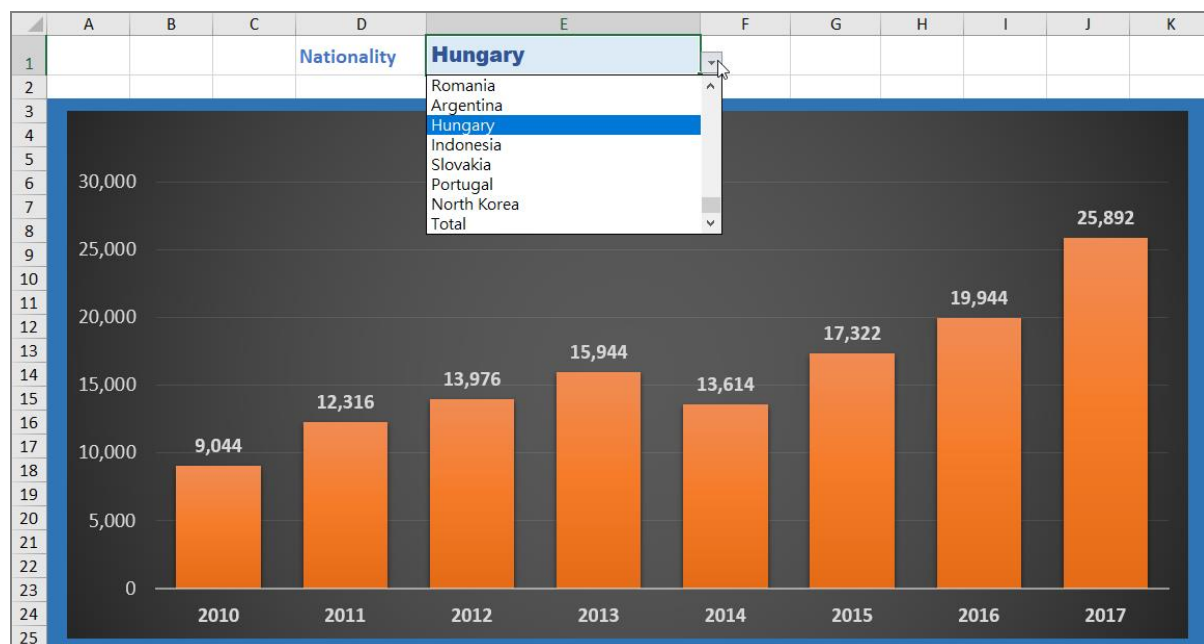 A B C D E F G H I J K
1 Nationality Hungary
2 Romania
3 Argentina
4 Hungary
5 Indonesia
Slovakia
6 30,000 Portugal
7 North Korea
8 Total 25,892
9 25,000
10
11 19,944
12 20,000 17,322
13 15,944
14 13,976 13,614
15 15,000 12,316
16
17 10,000 9,044
18
19
20 5,000
21
22
23 0
24 2010 2011 2012 2013 2014 2015 2016 2017
25